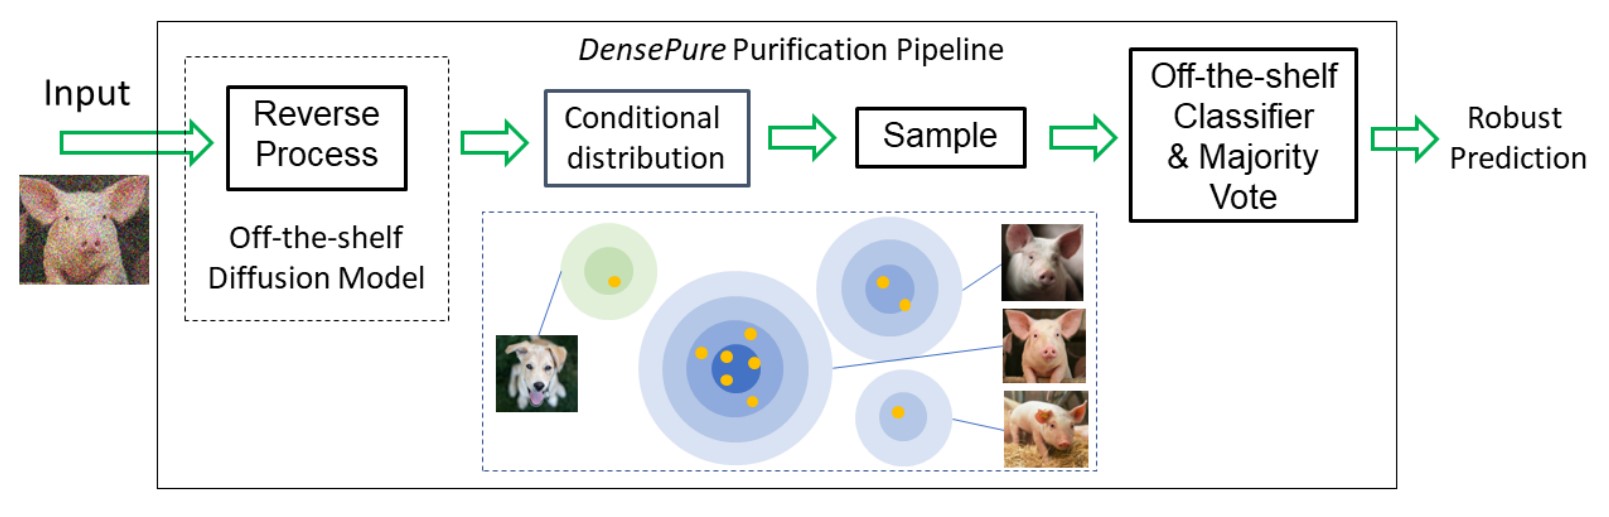 DensePure Purification Pipeline
Input
Reverse
Process
Off-the-shelf
Diffusion Model
Conditional
distribution
Sample
Off-the-shelf
Classifier
& Majority
Vote
Robust
Prediction